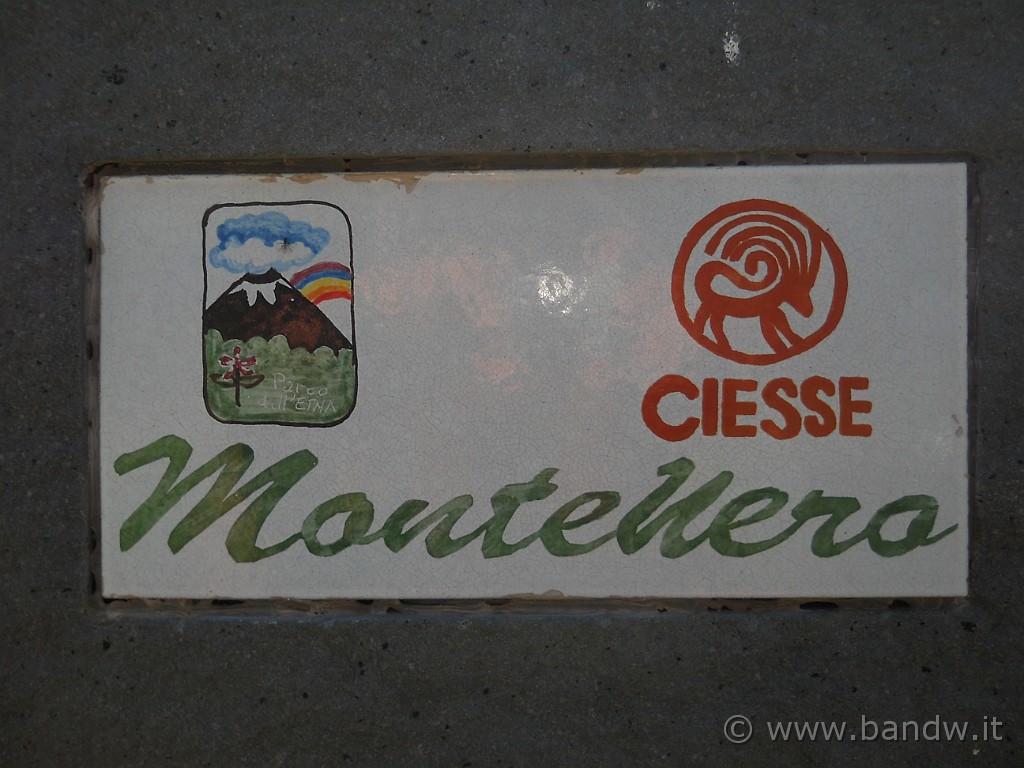 Parco
dell'ETNA
CIESSE
Montenero
© www.bandw.it